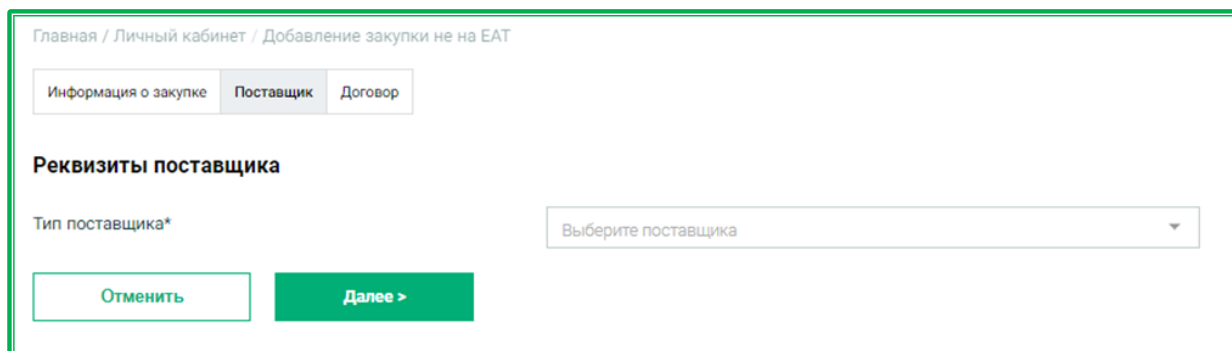 Главная / Личный кабинет / Добавление закупки не на ЕАТ
Информация о закупке Поставщик Договор
Реквизиты поставщика
Тип поставщика* Выберите поставщика
Отменить Далее >